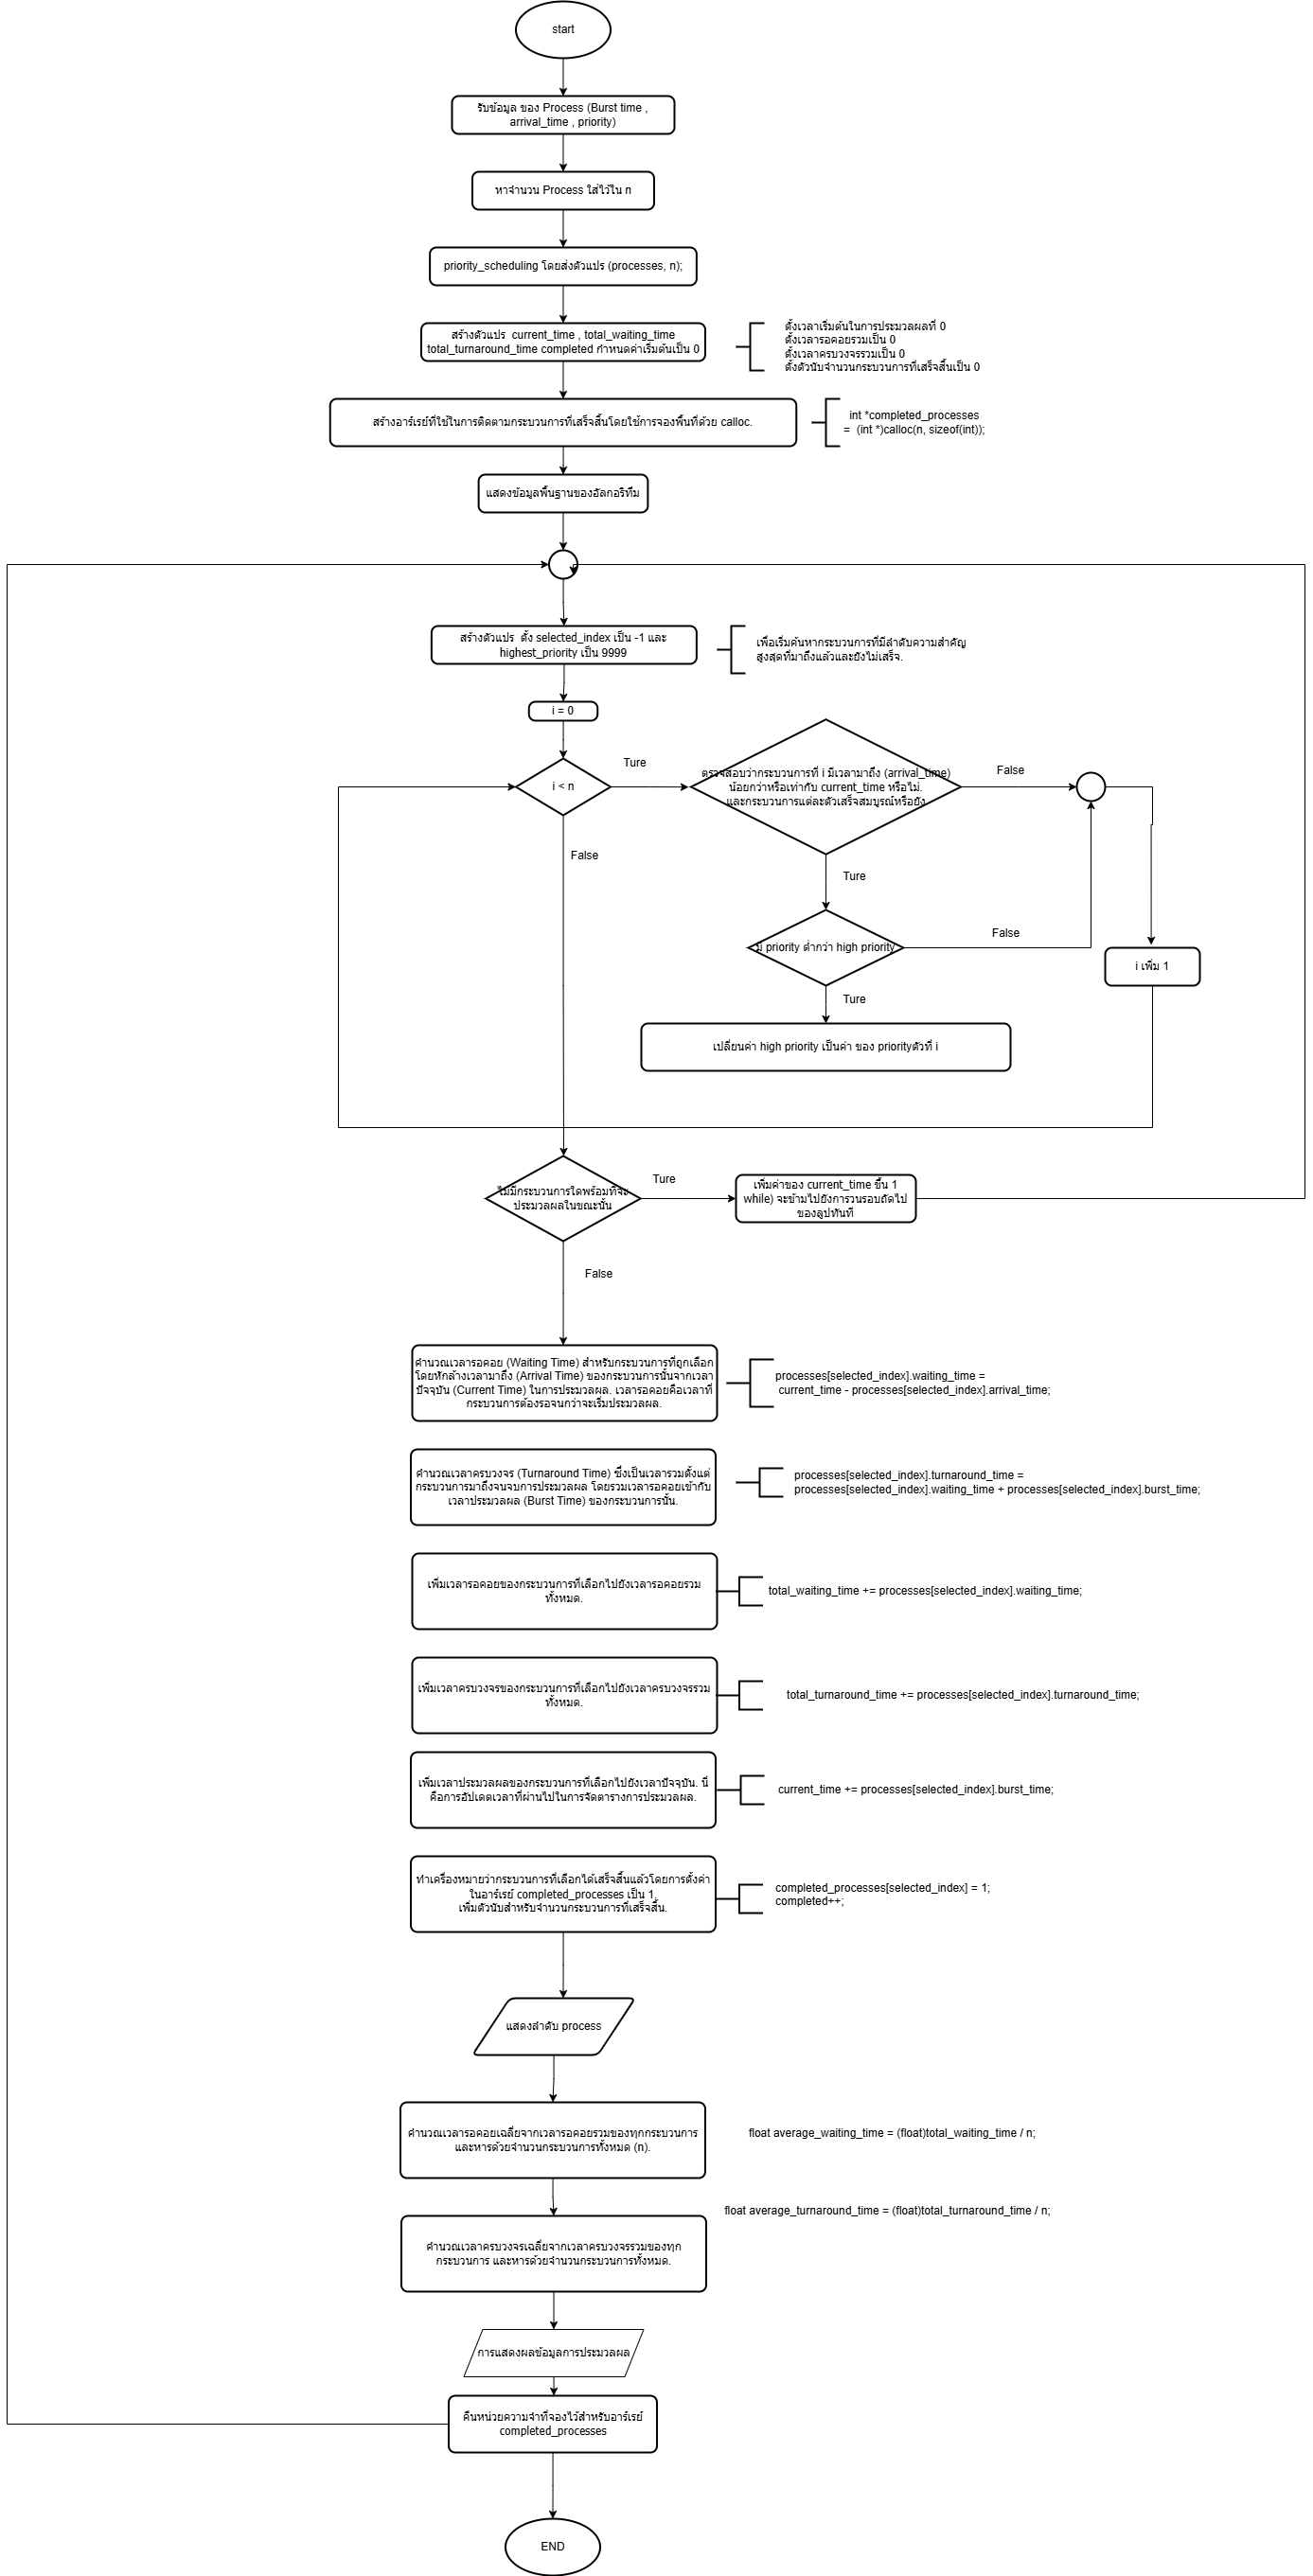 start
รับข้อมูล ของ Process (Burst time ,
arrival_time , priority)
หาจำนวน Process ใส่ไว้ใน n
priority_scheduling โดยส่งตัวแปร (processes, n);
สร้างตัวแปร current_time , total_waiting_time
total_turnaround_time completed กำหนดค่าเริ่มต้นเป็น 0
ตั้งเวลาเริ่มต้นในการประมวลผลที่ 0
ตั้งเวลารอคอยรวมเป็น 0
ตั้งเวลาครบวงจรรวมเป็น 0
ตั้งตัวนับจำนวนกระบวนการที่เสร็จสิ้นเป็น 0
สร้างอาร์เรย์ที่ใช้ในการติดตามกระบวนการที่เสร็จสิ้นโดยใช้การจองพื้นที่ด้วย calloc.
int *completed_processes
= (int *)calloc(n, sizeof(int));
แสดงข้อมูลพื้นฐานของอัลกอริทึม
สร้างตัวแปร ตั้ง selected_index เป็น -1 และ
highest_priority เป็น 9999
เพื่อเริ่มค้นหากระบวนการที่มีลำดับความสำคัญ
สูงสุดที่มาถึงแล้วและยังไม่เสร็จ.
i = 0
i < n
Ture
ตรวจสอบว่ากระบวนการที่ i มีเวลามาถึง (arrival_time)
น้อยกว่าหรือเท่ากับ current_time หรือไม่.
และกระบวนการแต่ละตัวเสร็จสมบูรณ์หรือยัง
False
False
Ture
มี priority ต่ำกว่า high priority
False
i เพิ่ม 1
Ture
เปลี่ยนค่า high priority เป็นค่า ของ priorityตัวที่ i
ไม่มีกระบวนการใดพร้อมที่จะ
ประมวลผลในขณะนั้น
Ture
เพิ่มค่าของ current_time ขึ้น 1
while) จะข้ามไปยังการวนรอบถัดไป
ของลูปทันที
False
คำนวณเวลารอคอย (Waiting Time) สำหรับกระบวนการที่ถูกเลือก
โดยหักล้างเวลามาถึง (Arrival Time) ของกระบวนการนั้นจากเวลา
ปัจจุบัน (Current Time) ในการประมวลผล. เวลารอคอยคือเวลาที่
กระบวนการต้องรอจนกว่าจะเริ่มประมวลผล.
processes[selected_index].waiting_time =
current_time - processes[selected_index].arrival_time;
คำนวณเวลาครบวงจร (Turnaround Time) ซึ่งเป็นเวลารวมตั้งแต่
กระบวนการมาถึงจนจบการประมวลผล โดยรวมเวลารอคอยเข้ากับ
เวลาประมวลผล (Burst Time) ของกระบวนการนั้น.
processes[selected_index].turnaround_time =
processes[selected_index].waiting_time + processes[selected_index].burst_time;
เพิ่มเวลารอคอยของกระบวนการที่เลือกไปยังเวลารอคอยรวม
ทั้งหมด.
total_waiting_time += processes[selected_index].waiting_time;
เพิ่มเวลาครบวงจรของกระบวนการที่เลือกไปยังเวลาครบวงจรรวม
ทั้งหมด.
total_turnaround_time += processes[selected_index].turnaround_time;
เพิ่มเวลาประมวลผลของกระบวนการที่เลือกไปยังเวลาปัจจุบัน. นี่
คือการอัปเดตเวลาที่ผ่านไปในการจัดตารางการประมวลผล.
current_time += processes[selected_index].burst_time;
ทำเครื่องหมายว่ากระบวนการที่เลือกได้เสร็จสิ้นแล้วโดยการตั้งค่า
ในอาร์เรย์ completed_processes เป็น 1.
เพิ่มตัวนับสำหรับจำนวนกระบวนการที่เสร็จสิ้น.
completed_processes[selected_index] = 1;
completed++;
แสดงลำดับ process
คำนวณเวลารอคอยเฉลี่ยจากเวลารอคอยรวมของทุกกระบวนการ
และหารด้วยจำนวนกระบวนการทั้งหมด (n).
float average_waiting_time = (float)total_waiting_time / n;
float average_turnaround_time = (float)total_turnaround_time / n;
คำนวณเวลาครบวงจรเฉลี่ยจากเวลาครบวงจรรวมของทุก
กระบวนการ และหารด้วยจำนวนกระบวนการทั้งหมด.
การแสดงผลข้อมูลการประมวลผล
คืนหน่วยความจำที่จองไว้สำหรับอาร์เรย์
completed_processes
END